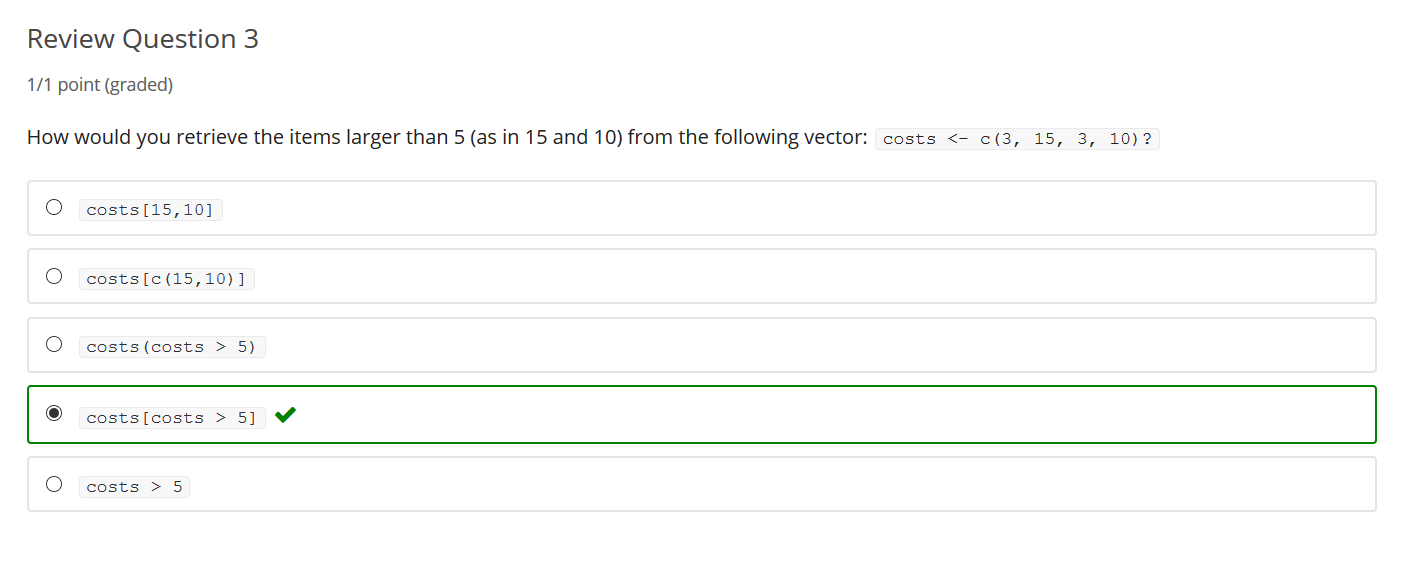 Review Question 3
1/1 point (graded)
How would you retrieve the items larger than 5 (as in 15 and 10) from the following vector: costs <- c(3, 15, 3, 10)?
costs[15,10]
costs[c(15,10)]
costs(costs > 5)
costs[costs > 5]
costs > 5